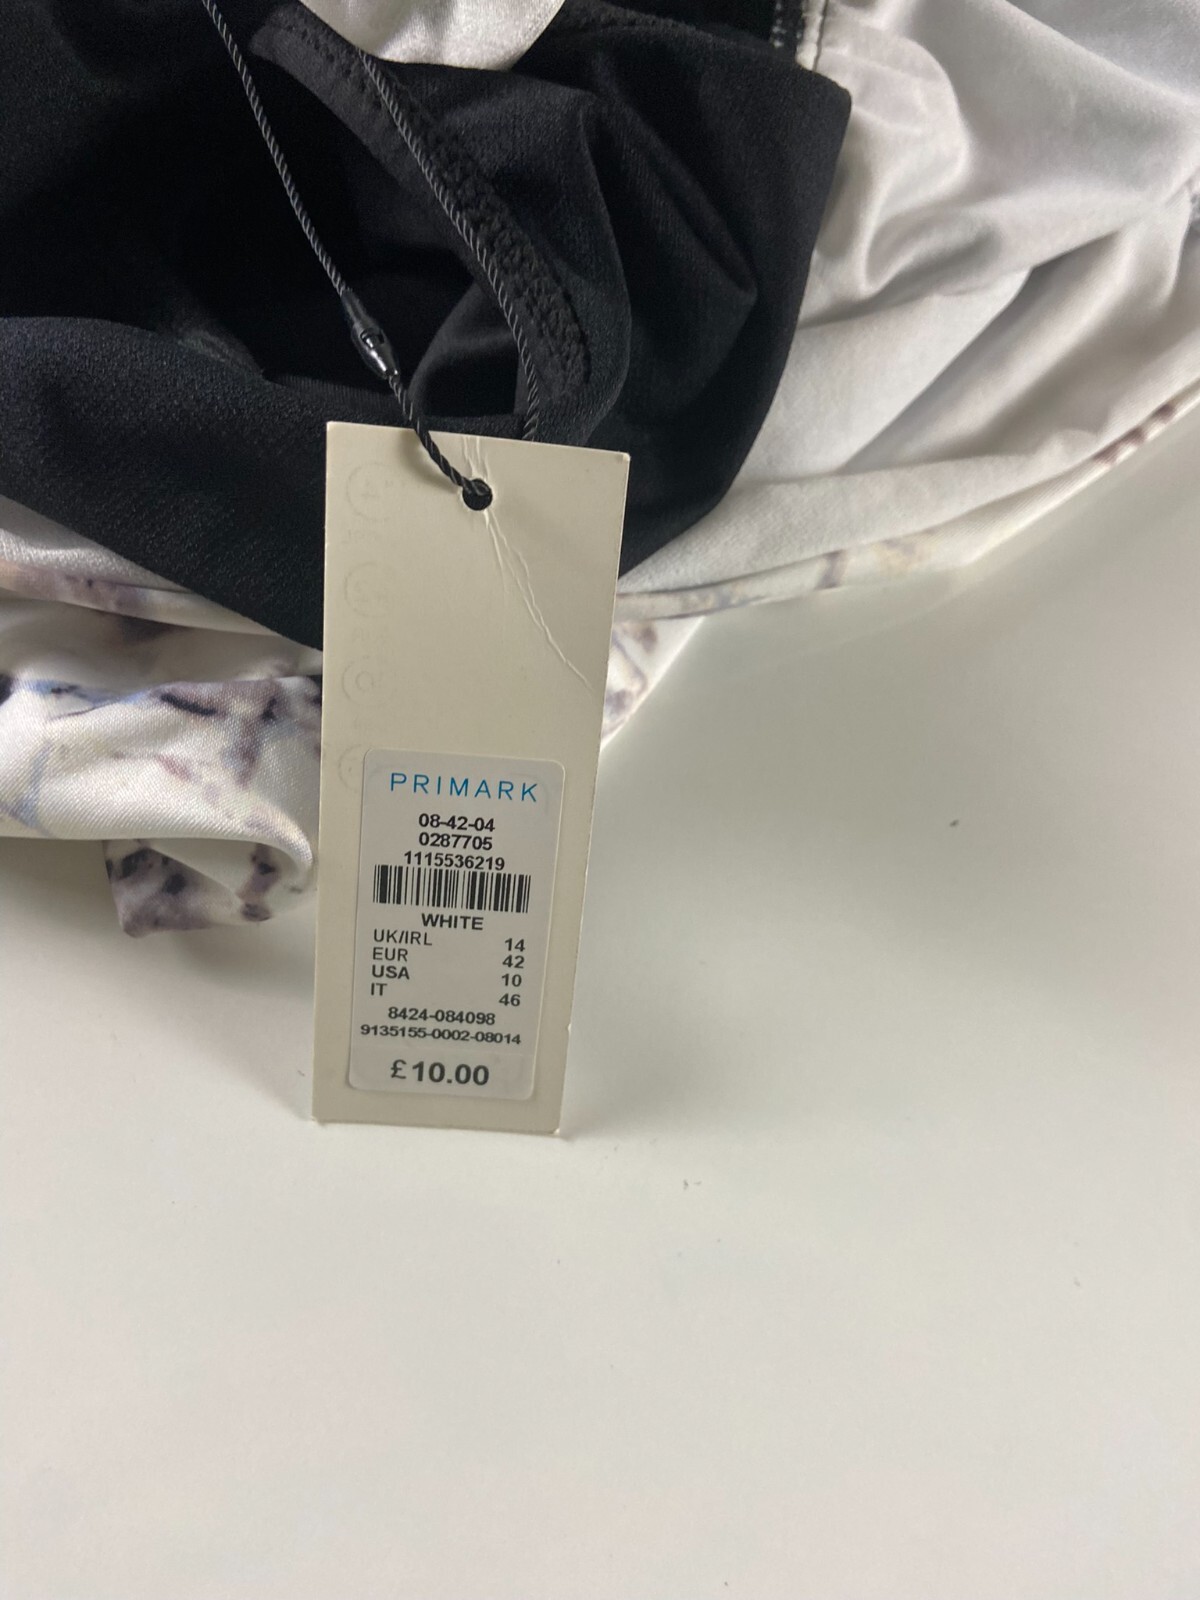 PRIMARK
08-42-04
0287705
1115536219
WHITE
UK/IRL 14
EUR 42
USA 10
IT 46
8424-084098
9135155-0002-08014
£10.00